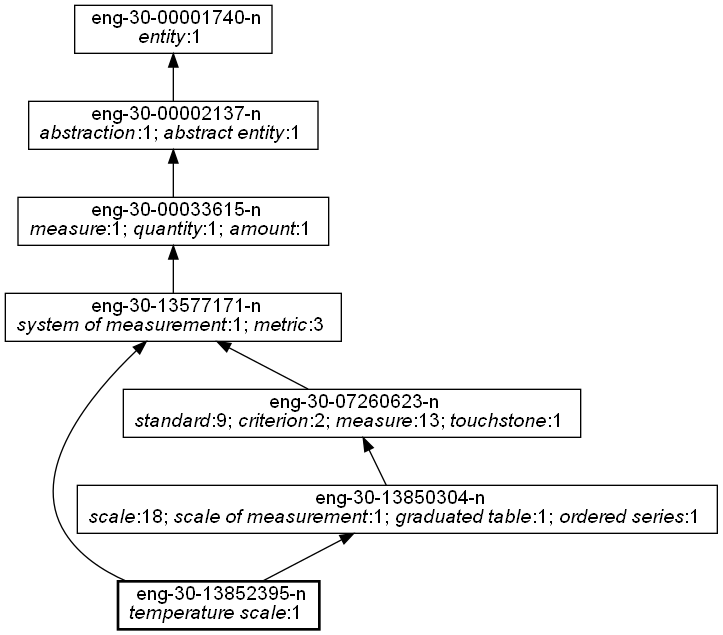 eng-30-00001740-n
entity:1
eng-30-00002137-n
abstraction:1; abstract entity:1
eng-30-00033615-n
measure:1; quantity:1; amount:1
eng-30-13577171-n
system of measurement:1; metric:3
eng-30-07260623-n
standard:9; criterion:2; measure:13; touchstone:1
eng-30-13850304-n
scale:18; scale of measurement:1; graduated table:1; ordered series:1
eng-30-13852395-n
temperature scale:1